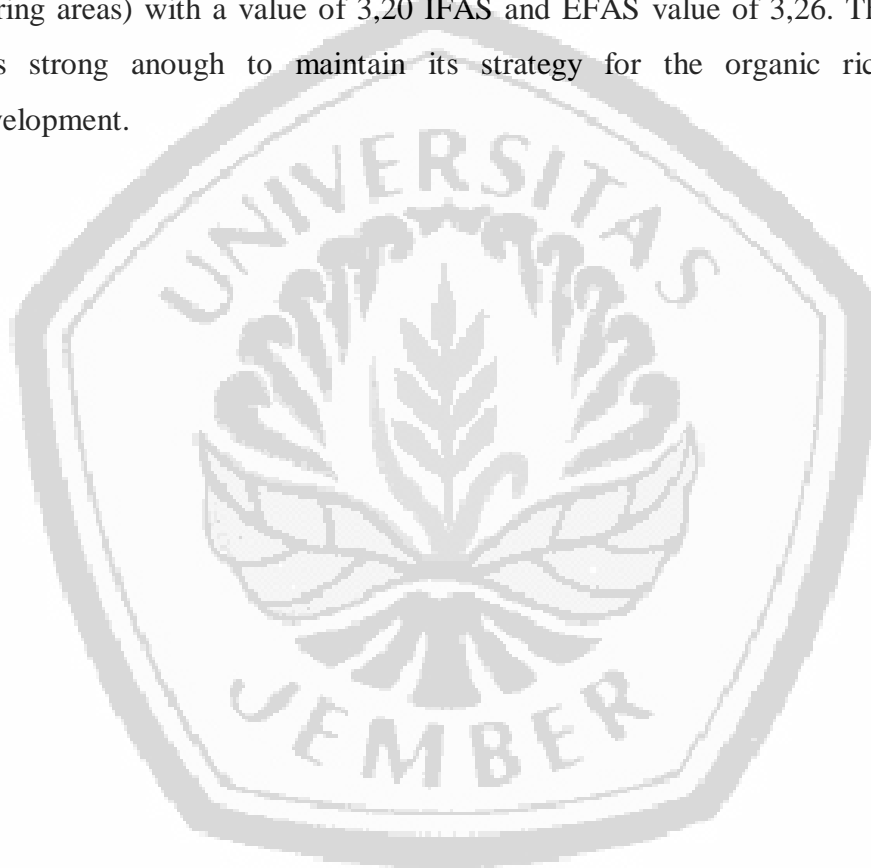 ring areas) with a value of 3,20 IFAS and EFAS value of 3,26. Th
s strong anough to maintain its strategy for the organic ric
velopment.
UNIVERSITAS
JEMBER